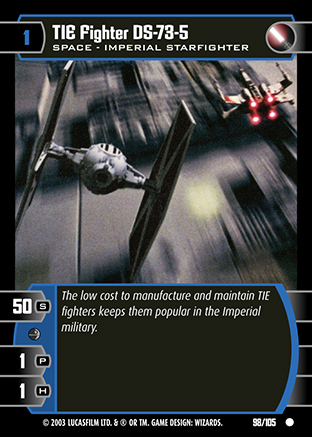 1
TIE Fighter DS-73-5
SPACE - IMPERIAL STARFIGHTER
50 S
The low cost to manufacture and maintain TIE
fighters keeps them popular in the Imperial
military.
1 P
1 H
© 2003 LUCASFILM LTD. & ® OR TM. GAME DESIGN: WIZARDS. 98/105